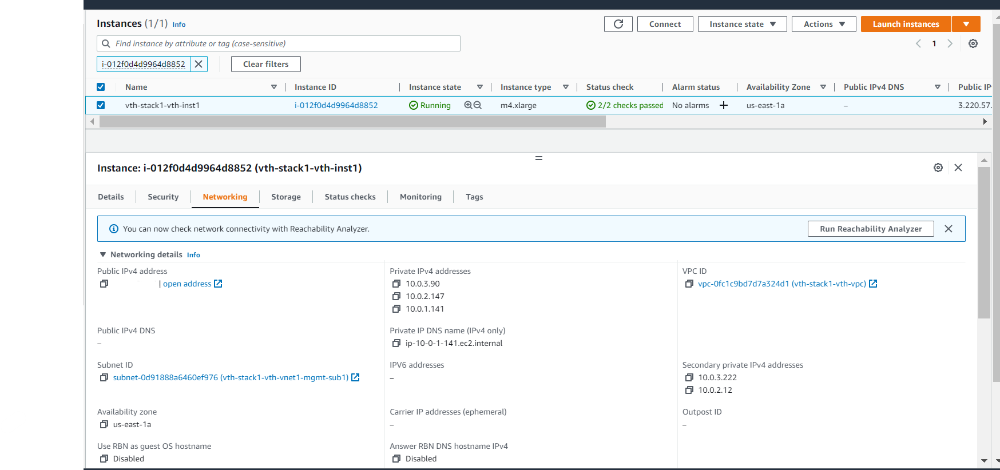 Instances (1/1) Info
Connect
Instance state
Actions
Launch instances
Find instance by attribute or tag (case-sensitive)
1
i-012f0d4d9964d8852
Clear filters
Name Instance ID Instance state Instance type Status check Alarm status Availability Zone Public IPv4 DNS Public IP
vth-stack1-vth-inst1 i-012f0d4d9964d8852 Running m4.xlarge 2/2 checks passed No alarms us-east-1a – 3.220.57.
Instance: i-012f0d4d9964d8852 (vth-stack1-vth-inst1)
Details Security Networking Storage Status checks Monitoring Tags
You can now check network connectivity with Reachability Analyzer.
Run Reachability Analyzer
Networking details Info
Public IPv4 address
| open address
Private IPv4 addresses
10.0.3.90
10.0.2.147
10.0.1.141
VPC ID
vpc-0fc1c9bd7d7a324d1 (vth-stack1-vth-vpc)
Public IPv4 DNS
–
Private IP DNS name (IPv4 only)
ip-10-0-1-141.ec2.internal
Subnet ID
subnet-0d91888a6460ef976 (vth-stack1-vth-vnet1-mgmt-sub1)
IPV6 addresses
–
Secondary private IPv4 addresses
10.0.3.222
10.0.2.12
Availability zone
us-east-1a
Carrier IP addresses (ephemeral)
–
Outpost ID
–
Use RBN as guest OS hostname
Disabled
Answer RBN DNS hostname IPv4
Disabled